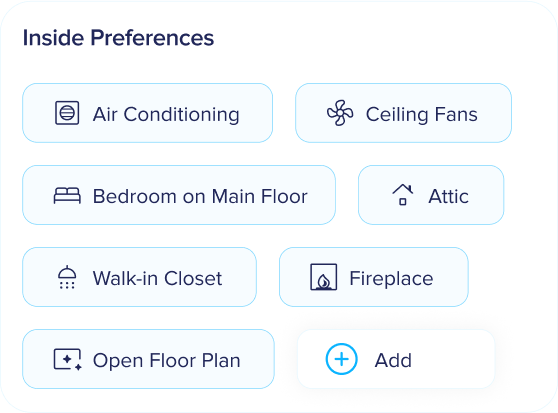 Inside Preferences
Air Conditioning
Ceiling Fans
Bedroom on Main Floor
Attic
Walk-in Closet
Fireplace
Open Floor Plan
Add